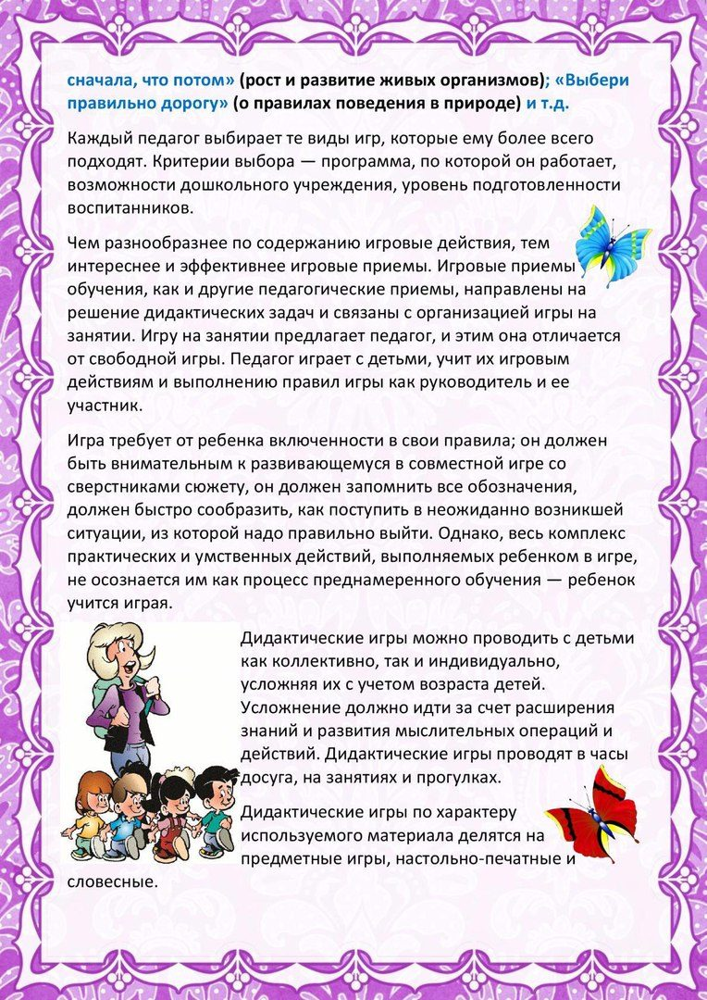 сначала, что потом» (рост и развитие живых организмов); «Выбери
правильно дорогу» (о правилах поведения в природе) и т.д.
Каждый педагог выбирает те виды игр, которые ему более всего
подходят. Критерии выбора — программа, по которой он работает,
возможности дошкольного учреждения, уровень подготовленности
воспитанников.
Чем разнообразнее по содержанию игровые действия, тем
интереснее и эффективнее игровые приемы. Игровые приемы
обучения, как и другие педагогические приемы, направлены на
решение дидактических задач и связаны с организацией игры на
занятии. Игру на занятии предлагает педагог, и этим она отличается
от свободной игры. Педагог играет с детьми, учит их игровым
действиям и выполнению правил игры как руководитель и ее
участник.
Игра требует от ребенка включенности в свои правила; он должен
быть внимательным к развивающемуся в совместной игре со
сверстниками сюжету, он должен запомнить все обозначения,
должен быстро сообразить, как поступить в неожиданно возникшей
ситуации, из которой надо правильно выйти. Однако, весь комплекс
практических и умственных действий, выполняемых ребенком в игре,
не осознается им как процесс преднамеренного обучения — ребенок
учится играя.
Дидактические игры можно проводить с детьми
как коллективно, так и индивидуально,
усложняя их с учетом возраста детей.
Усложнение должно идти за счет расширения
знаний и развития мыслительных операций и
действий. Дидактические игры проводят в часы
досуга, на занятиях и прогулках.
Дидактические игры по характеру
используемого материала делятся на
предметные игры, настольно-печатные и
словесные.